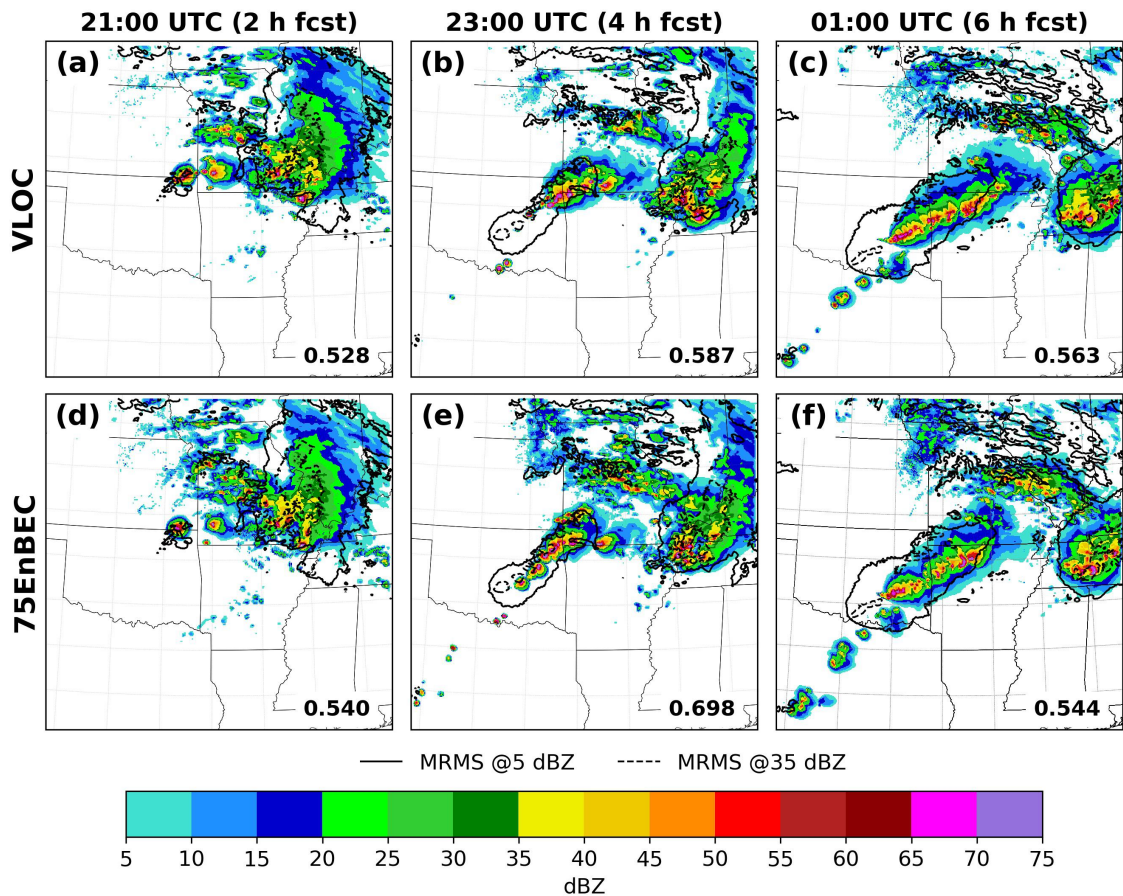 21:00 UTC (2 h fcst) 23:00 UTC (4 h fcst) 01:00 UTC (6 h fcst)
VLOC
(a) (b) (c)
0.528 0.587 0.563
75EnBEC
(d) (e) (f)
0.540 0.698 0.544
MRMS @5 dBZ MRMS @35 dBZ
5 10 15 20 25 30 35 40 45 50 55 60 65 70 75
dBZ